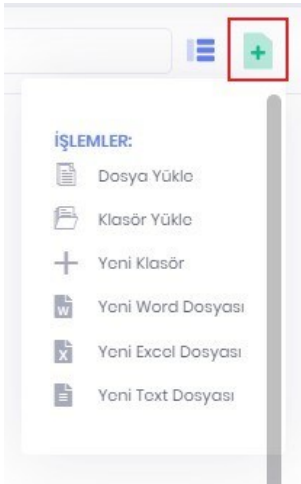 İŞLEMLER:
Dosya Yükle
Klasör Yükle
Yeni Klasör
Yeni Word Dosyası
Yeni Excel Dosyası
Yeni Text Dosyası